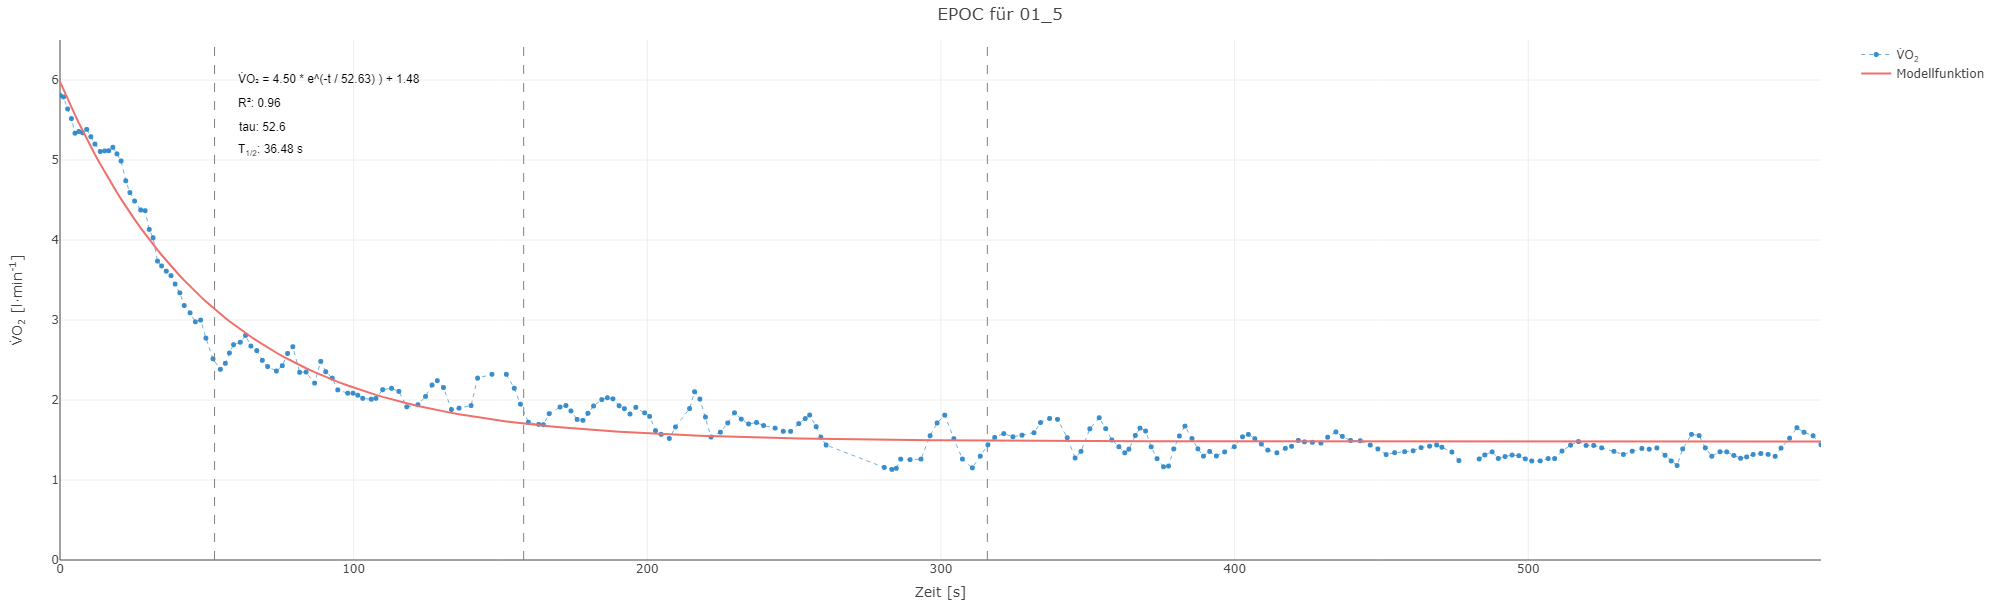 EPOC für 01_5
V̇O₂ = 4.50 * e^(-t / 52.63) ) + 1.48
R²: 0.96
tau: 52.6
T₁/₂: 36.48 s
V̇O₂
Modellfunktion
6
5
4
3
2
1
0
V̇O₂ [l·min⁻¹]
0 100 200 300 400 500
Zeit [s]